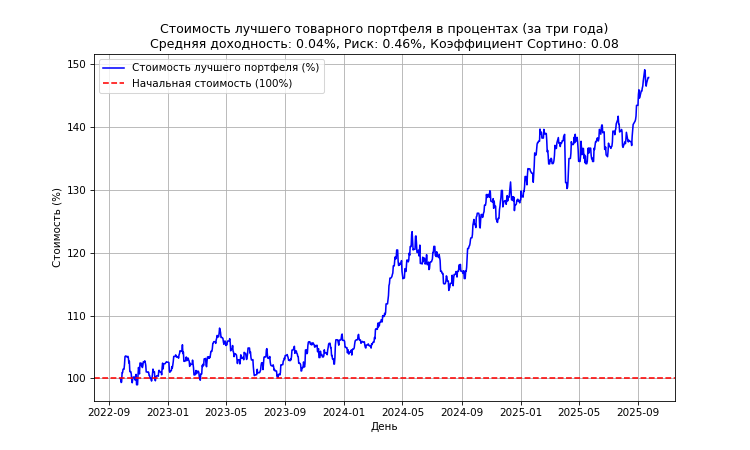 Стоимость лучшего товарного портфеля в процентах (за три года)
Средняя доходность: 0.04%, Риск: 0.46%, Коэффициент Сортино: 0.08
Стоимость лучшего портфеля (%)
Начальная стоимость (100%)
Стоимость (%)
150
140
130
120
110
100
2022-09 2023-01 2023-05 2023-09 2024-01 2024-05 2024-09 2025-01 2025-05 2025-09
День